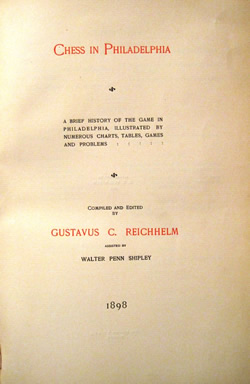 CHESS IN PHILADELPHIA
A BRIEF HISTORY OF THE GAME IN
PHILADELPHIA, ILLUSTRATED BY
NUMEROUS CHARTS, TABLES, GAMES
AND PROBLEMS : : : : :
COMPILED AND EDITED
BY
GUSTAVUS C. REICHHELM
ASSISTED BY
WALTER PENN SHIPLEY
1898